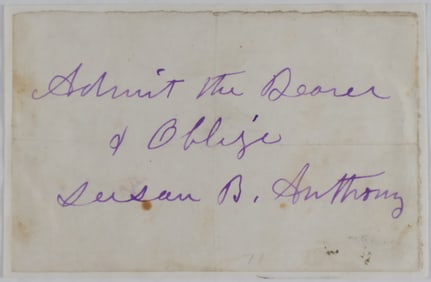 Admit the Bearer
& Oblige
Susan B. Anthony